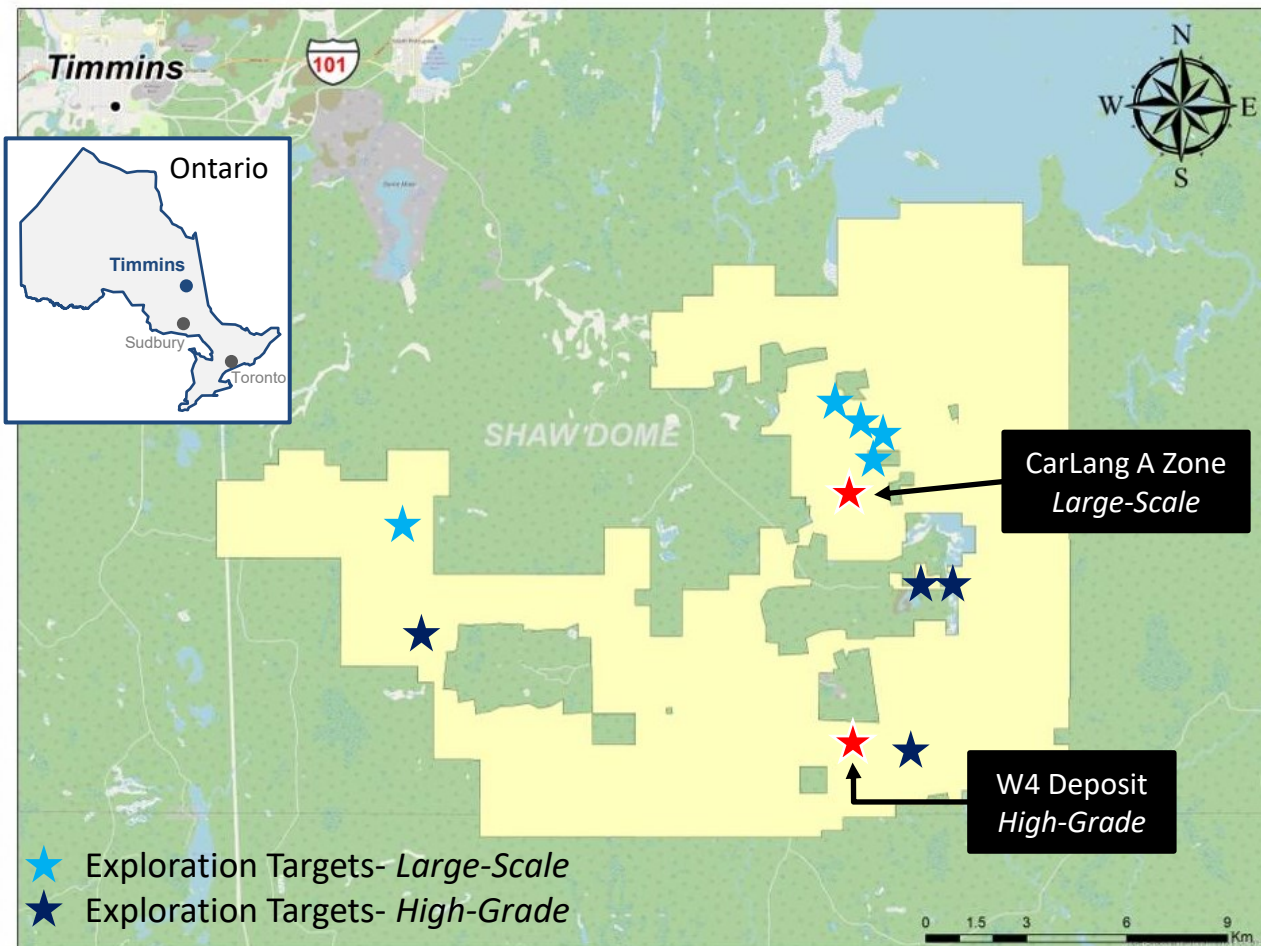 Timmins
101
N
W
E
S
Ontario
Timmins
Sudbury
Toronto
SHAW DOME
CarLang A Zone
Large-Scale
W4 Deposit
High-Grade
Exploration Targets- Large-Scale
Exploration Targets- High-Grade
0 1.5 3 6 9
Km